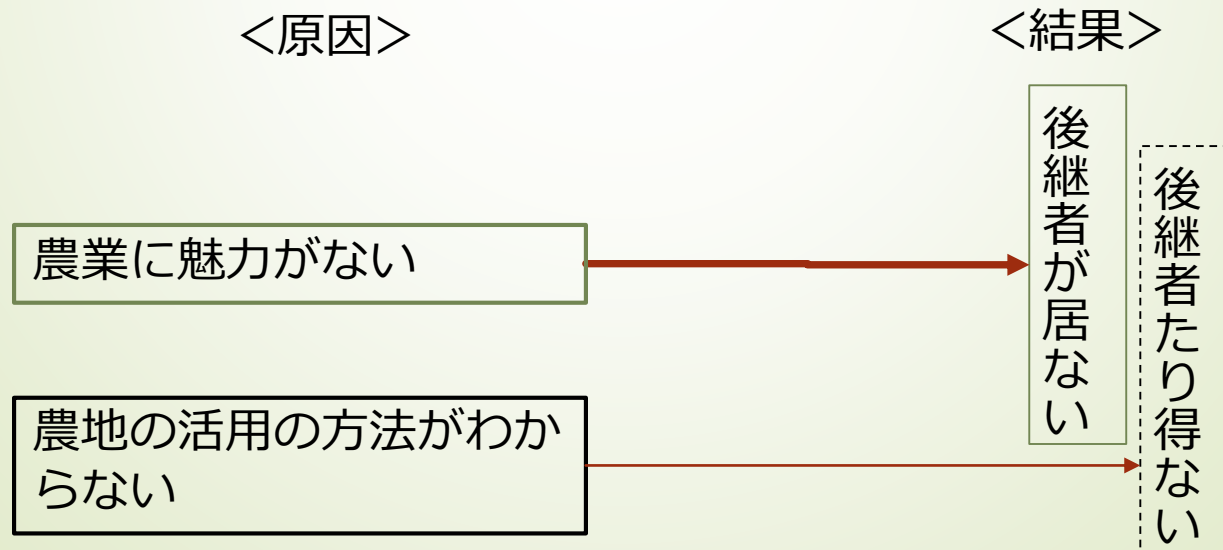 ＜原因＞
＜結果＞
農業に魅力がない
後継者が居ない
農地の活用の方法がわか
らない
後継者たり得ない